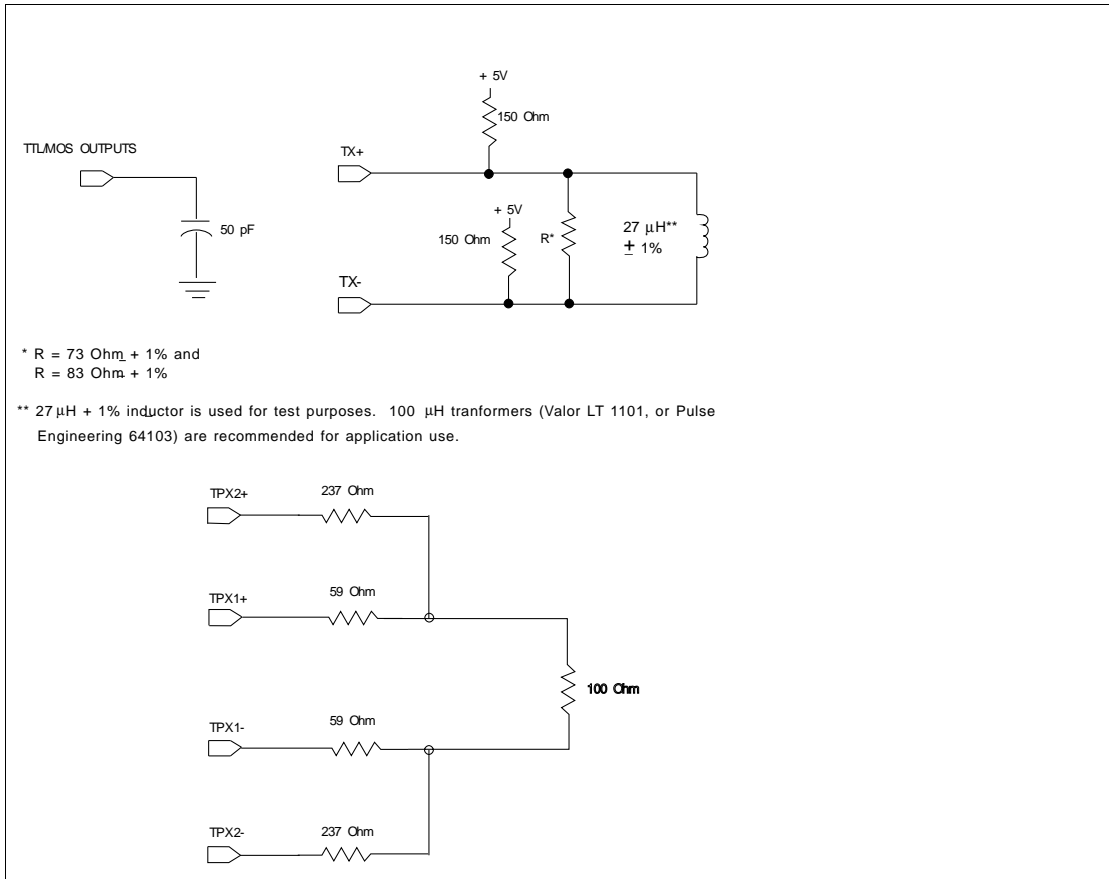 + 5V
150 Ohm
TTL/MOS OUTPUTS
TX+
+ 5V
150 Ohm
R*
27 μH**
± 1%
50 pF
TX-
* R = 73 Ohm ± 1% and
R = 83 Ohm ± 1%
** 27 μH ± 1% inductor is used for test purposes. 100 μH tranformers (Valor LT 1101, or Pulse
Engineering 64103) are recommended for application use.
TPX2+
237 Ohm
TPX1+
59 Ohm
100 Ohm
TPX1-
59 Ohm
TPX2-
237 Ohm